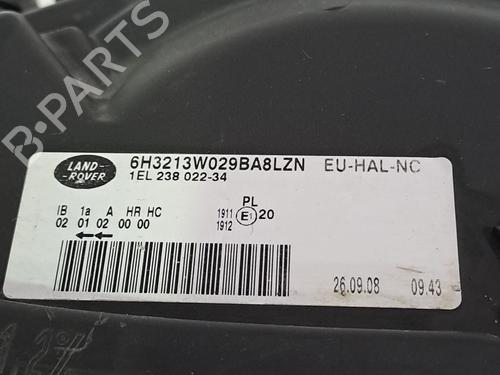 B-Parts
LAND-
ROVER
6H3213W029BA8LZN EU-HAL-NC
1EL 238 022-34
PL
IB 1a A HR HC 1911 E1 20
02 01 02 00 00 1912
26.09.08 09.43